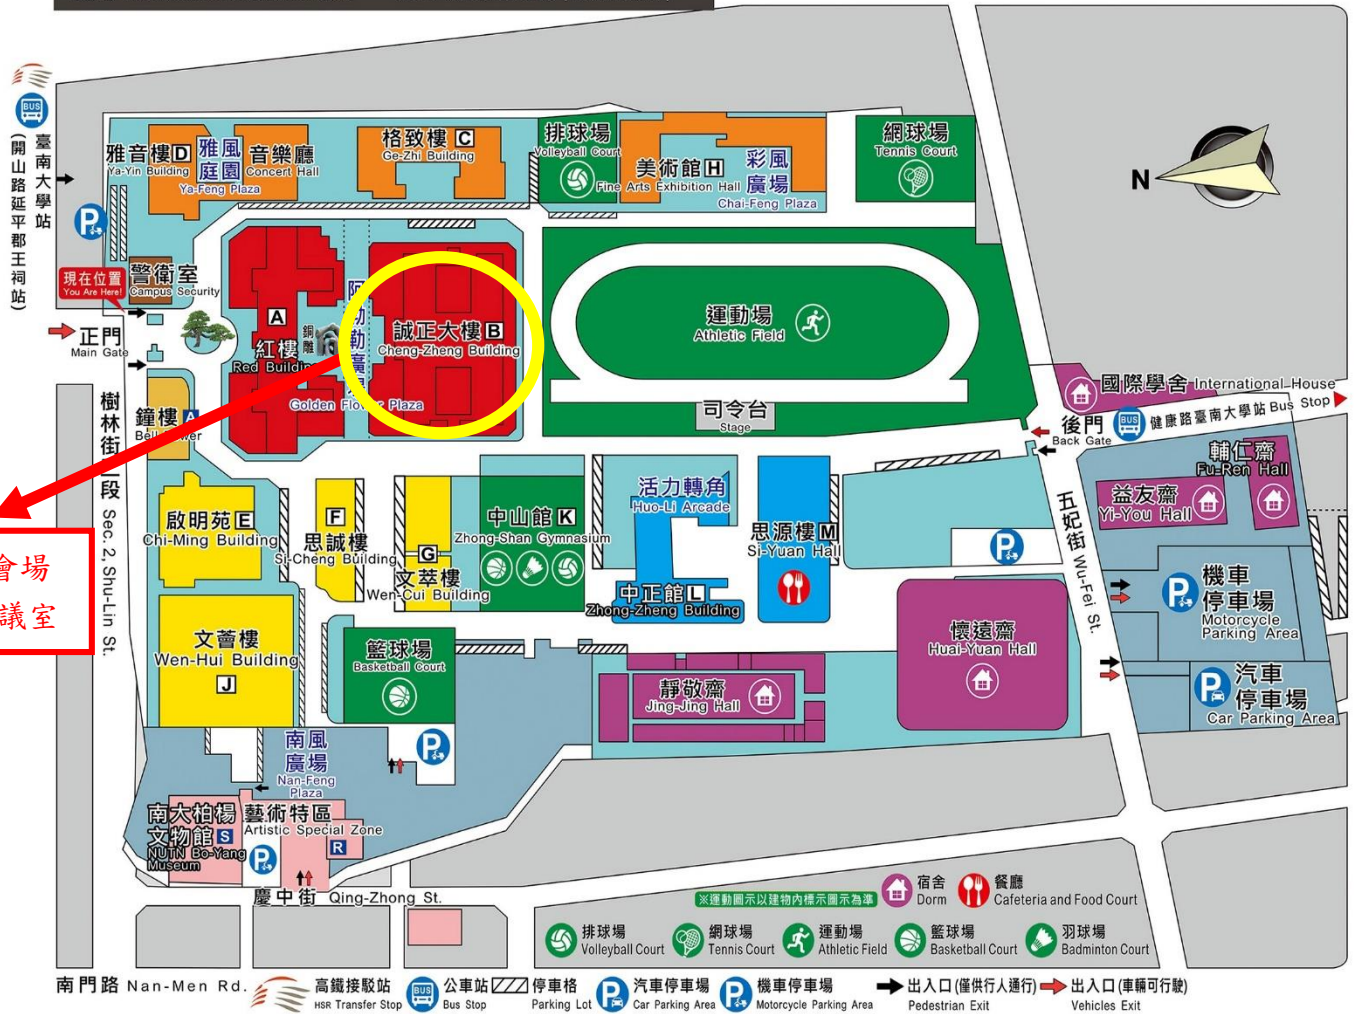 臺南大學站
(開山路延平郡王祠站)
BUS
雅音樓 D
Ya-Yin Building
雅風
庭園
Ya-Feng Plaza
音樂廳
Concert Hall
格致樓 C
Ge-Zhi Building
排球場
Volleyball Court
美術館 H
Fine Arts Exhibition Hall
彩風
廣場
Chai-Feng Plaza
網球場
Tennis Court
N
P
警衛室
Campus Security
現在位置
You Are Here!
正門
Main Gate
A
紅樓
Red Building
銅雕
Golden Flower Plaza
誠正大樓 B
Cheng-Zheng Building
運動場
Athletic Field
司令台
Stage
國際學舍 International House
BUS
健康路臺南大學站 Bus Stop
後門
Back Gate
鐘樓 A
樹林街二段 Sec. 2, Shu-Lin St.
啟明苑 E
Chi-Ming Building
F
思誠樓
Si-Cheng Building
G
文萃樓
Wen-Cui Building
中山館 K
Zhong-Shan Gymnasium
活力轉角
Huo-Li Arcade
中正館 L
Zhong-Zheng Building
思源樓 M
Si-Yuan Hall
P
五妃街 Wu-Fei St.
輔仁齋
Fu-Ren Hall
益友齋
Yi-You Hall
P
機車
停車場
Motorcycle
Parking Area
P
汽車
停車場
Car Parking Area
會場
議室
文薈樓
Wen-Hui Building
J
籃球場
Basketball Court
靜敬齋
Jing-Jing Hall
懷遠齋
Huai-Yuan Hall
P
南風
廣場
Nan-Feng
Plaza
南大柏楊
文物館 S
NUTN Bo-Yang
Museum
藝術特區
Artistic Special Zone
R
P
慶中街 Qing-Zhong St.
南門路 Nan-Men Rd.
※運動圖示以建物內標示圖示為準
宿舍
Dorm
餐廳
Cafeteria and Food Court
排球場
Volleyball Court
網球場
Tennis Court
運動場
Athletic Field
籃球場
Basketball Court
羽球場
Badminton Court
高鐵接駁站
HSR Transfer Stop
BUS
公車站
Bus Stop
停車格
Parking Lot
P
汽車停車場
Car Parking Area
P
機車停車場
Motorcycle Parking Area
出入口(僅供行人通行)
Pedestrian Exit
出入口(車輛可行駛)
Vehicles Exit